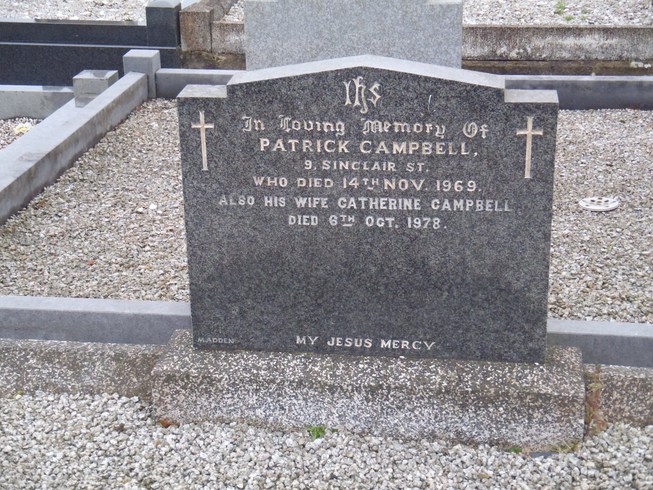 IHS
In Loving Memory Of
PATRICK CAMPBELL,
9. SINCLAIR ST.
WHO DIED 14TH NOV. 1969.
ALSO HIS WIFE CATHERINE CAMPBELL
DIED 6TH OCT. 1978.
MADDEN
MY JESUS MERCY